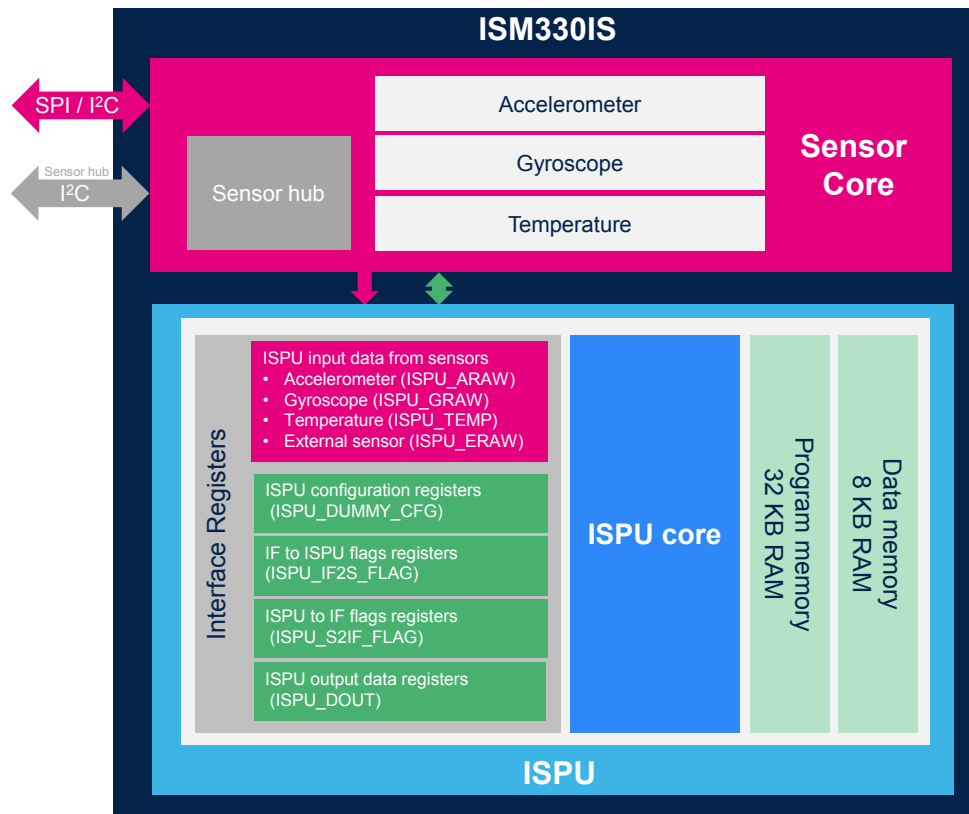 ISM330IS
SPI / I²C
Sensor hub
I²C
Sensor hub
Accelerometer
Gyroscope
Temperature
Sensor
Core
Interface Registers
ISPU input data from sensors
• Accelerometer (ISPU_ARAW)
• Gyroscope (ISPU_GRAW)
• Temperature (ISPU_TEMP)
• External sensor (ISPU_ERAW)
ISPU configuration registers
(ISPU_DUMMY_CFG)
IF to ISPU flags registers
(ISPU_IF2S_FLAG)
ISPU to IF flags registers
(ISPU_S2IF_FLAG)
ISPU output data registers
(ISPU_DOUT)
ISPU core
Program memory
32 KB RAM
Data memory
8 KB RAM
ISPU